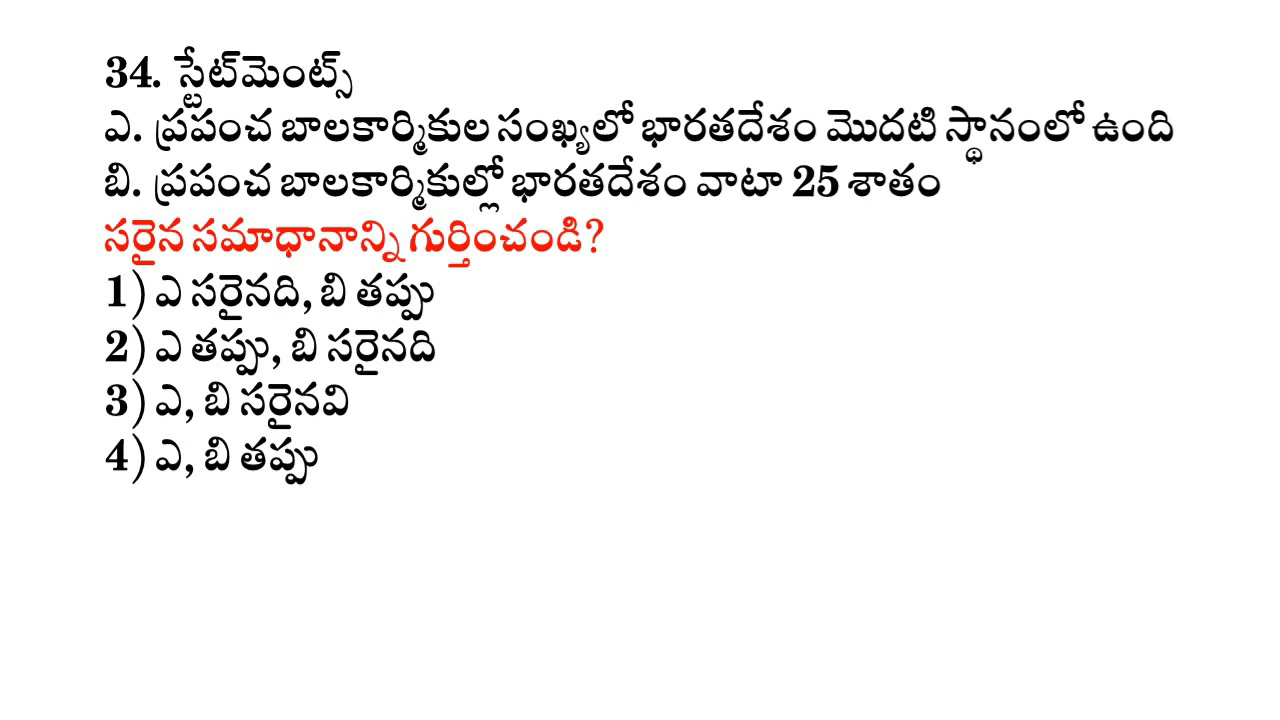 34. స్టేట్‌మెంట్స్
ఎ. ప్రపంచ బాలకార్మికుల సంఖ్యలో భారతదేశం మొదటి స్థానంలో ఉంది
బి. ప్రపంచ బాలకార్మికుల్లో భారతదేశం వాటా 25 శాతం
సరైన సమాధానాన్ని గుర్తించండి?
1) ఎ సరైనది, బి తప్పు
2) ఎ తప్పు, బి సరైనది
3) ఎ, బి సరైనవి
4) ఎ, బి తప్పు